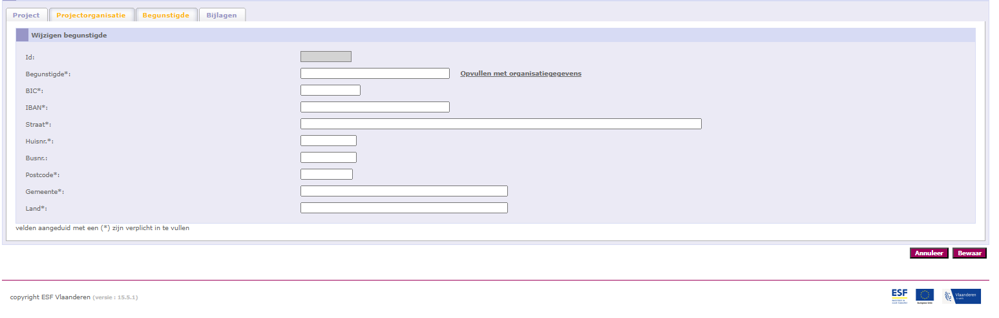 Project Projectorganisatie Begunstigde Bijlagen
Wijzigen begunstigde
Id:
Begunstigde*: Opvullen met organisatiegegevens
BIC*:
IBAN*:
Straat*:
Huisnr.*:
Busnr.:
Postcode*:
Gemeente*:
Land*:
velden aangeduid met een (*) zijn verplicht in te vullen
Annuleer Bewaar
copyright ESF Vlaanderen (versie : 15.5.1)
ESF
Europese Unie
Vlaanderen